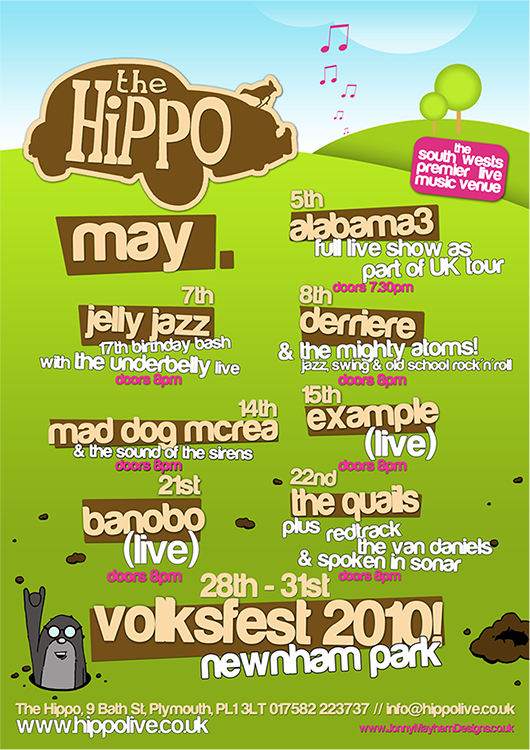 the
HiPPO
the
south wests
premier live
music venue
may.
5th
alabama3
full live show as
part of UK tour
doors 7.30pm
7th
jelly jazz
17th birthday bash
with the underbelly live
doors 8pm
8th
derriere
& the mighty atoms!
jazz, swing & old school rock'n'roll
doors 8pm
14th
mad dog mcrea
& the sound of the sirens
doors 8pm
15th
example
(live)
doors 8pm
21st
banobo
(live)
doors 8pm
22nd
the quails
plus redtrack
the van daniels
& spoken in sonar
doors 8pm
28th - 31st
volksfest 2010!
newnham park
The Hippo, 9 Bath St, Plymouth, PL1 3LT 017582 223737 // info@hippolive.co.uk
www.hippolive.co.uk
www.JonnyMayhemDesigns.co.uk